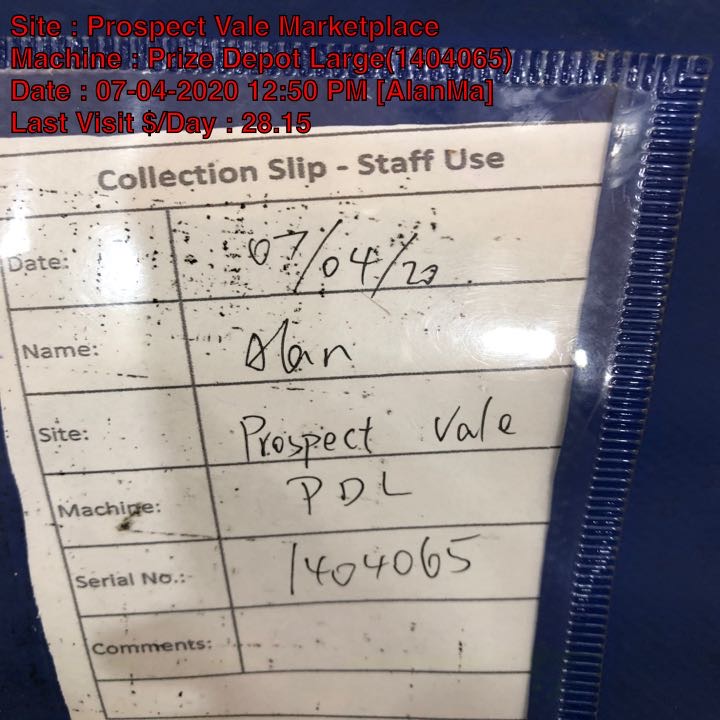 Site : Prospect Vale Marketplace
Machine : Prize Depot Large(1404065)
Date : 07-04-2020 12:50 PM [AlanMa]
Last Visit $/Day : 28.15
Collection Slip - Staff Use
Date: 07/04/20
Name: Alan
Site: Prospect Vale
Machine: PDL
Serial No.: 1404065
Comments: